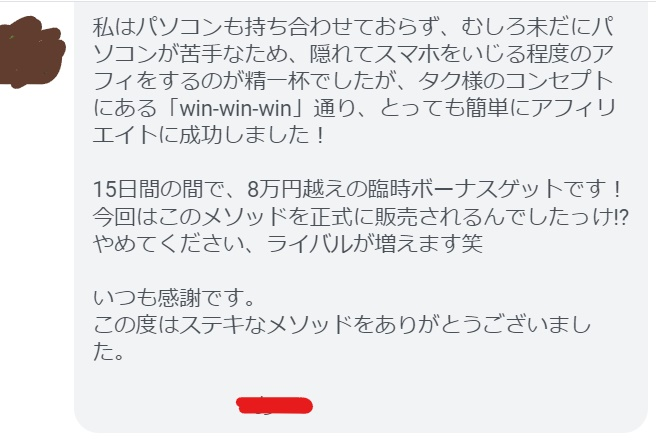 私はパソコンも持ち合わせておらず、むしろ未だにパ
ソコンが苦手なため、隠れてスマホをいじる程度のア
フィをするのが精一杯でしたが、タク様のコンセプト
にある「win-win-win」通り、とっても簡単にアフィリ
エイトに成功しました！
15日間の間で、8万円越えの臨時ボーナスゲットです！
今回はこのメソッドを正式に販売されるんでしたっけ!?
やめてください、ライバルが増えます笑
いつも感謝です。
この度はステキなメソッドをありがとうございまし
た。